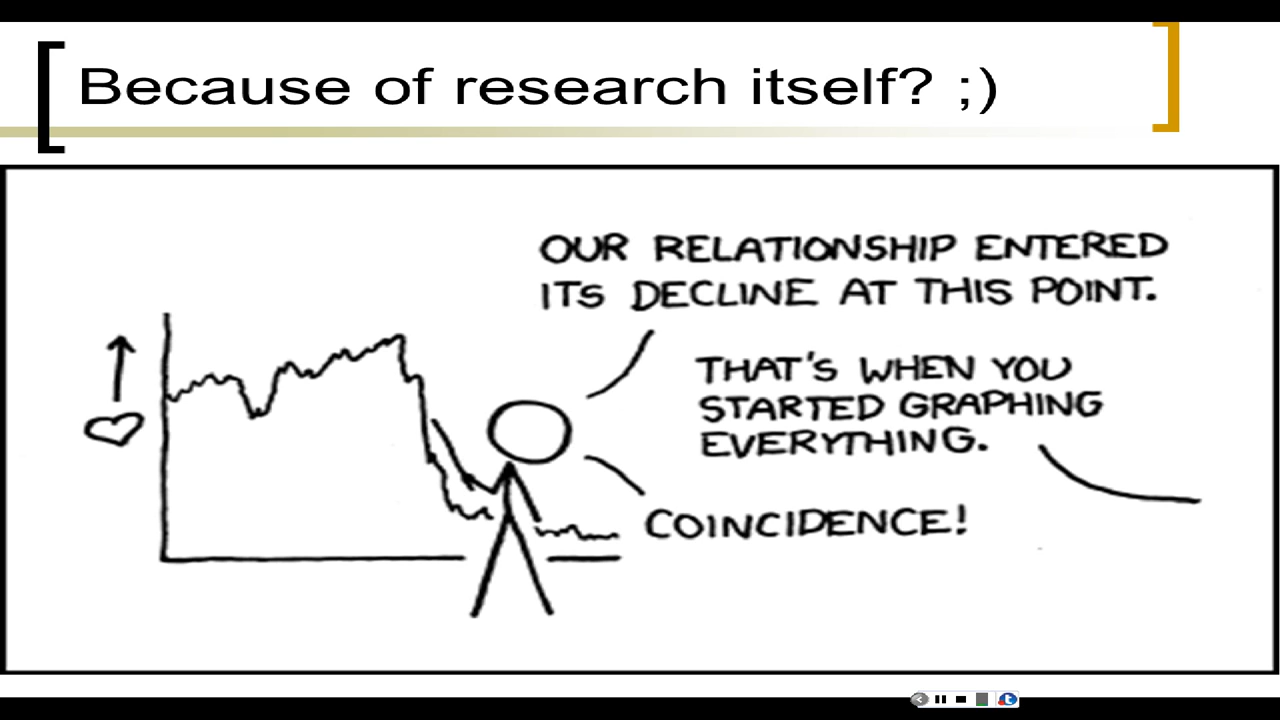 Because of research itself? ;)
OUR RELATIONSHIP ENTERED
ITS DECLINE AT THIS POINT.
THAT'S WHEN YOU
STARTED GRAPHING
EVERYTHING.
COINCIDENCE!